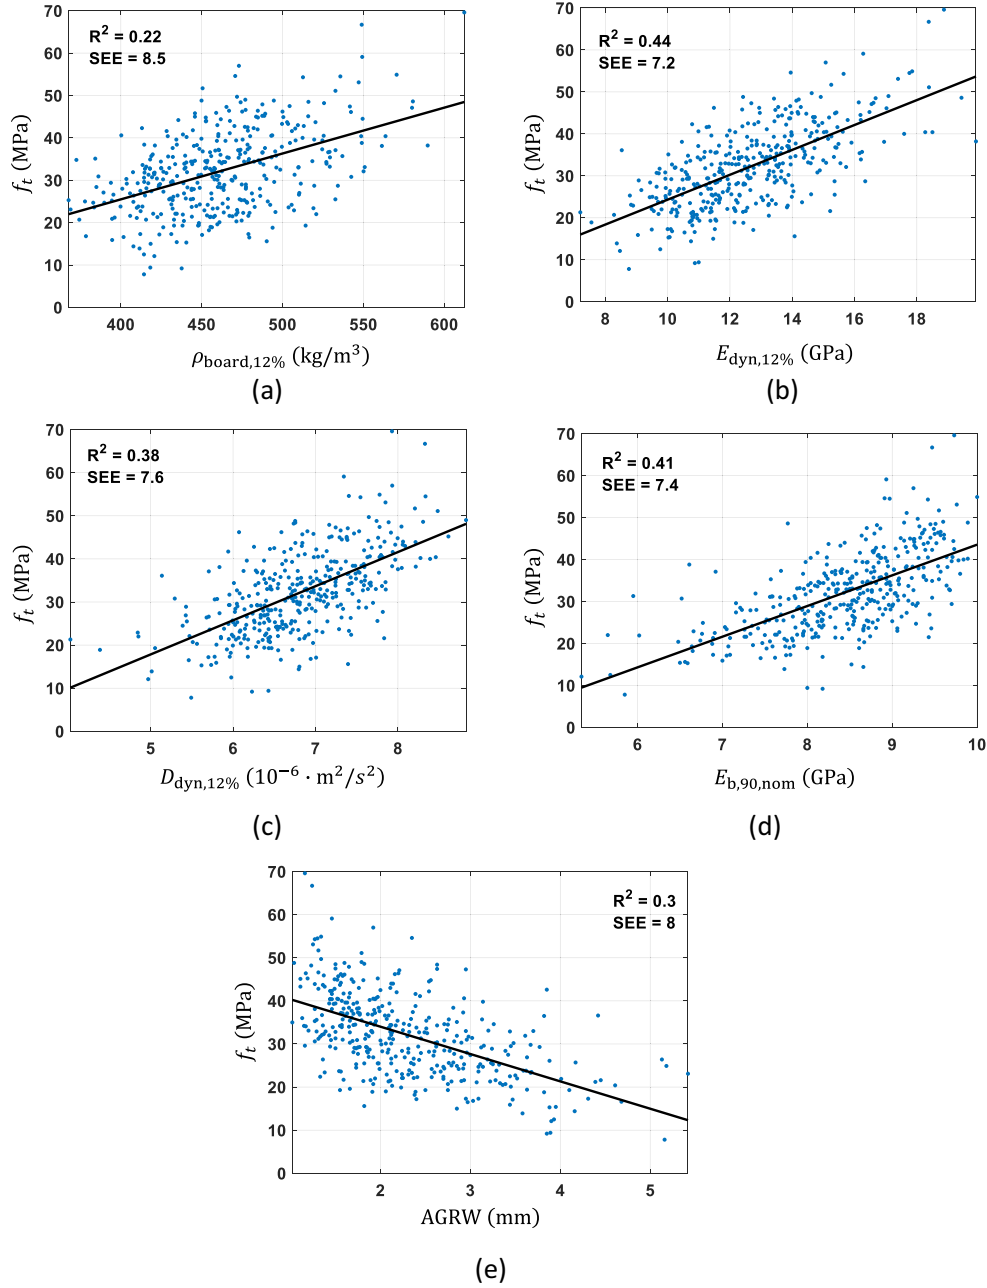 70
60
50
40
30
20
10
0
f_t (MPa)
R² = 0.22
SEE = 8.5
400 450 500 550 600
ρ_board,12% (kg/m³)
(a)
70
60
50
40
30
20
10
0
f_t (MPa)
R² = 0.44
SEE = 7.2
8 10 12 14 16 18
E_dyn,12% (GPa)
(b)
70
60
50
40
30
20
10
0
f_t (MPa)
R² = 0.38
SEE = 7.6
5 6 7 8
D_dyn,12% (10⁻⁶ · m²/s²)
(c)
70
60
50
40
30
20
10
0
f_t (MPa)
R² = 0.41
SEE = 7.4
6 7 8 9 10
E_b,90,nom (GPa)
(d)
70
60
50
40
30
20
10
0
f_t (MPa)
R² = 0.3
SEE = 8
2 3 4 5
AGRW (mm)
(e)